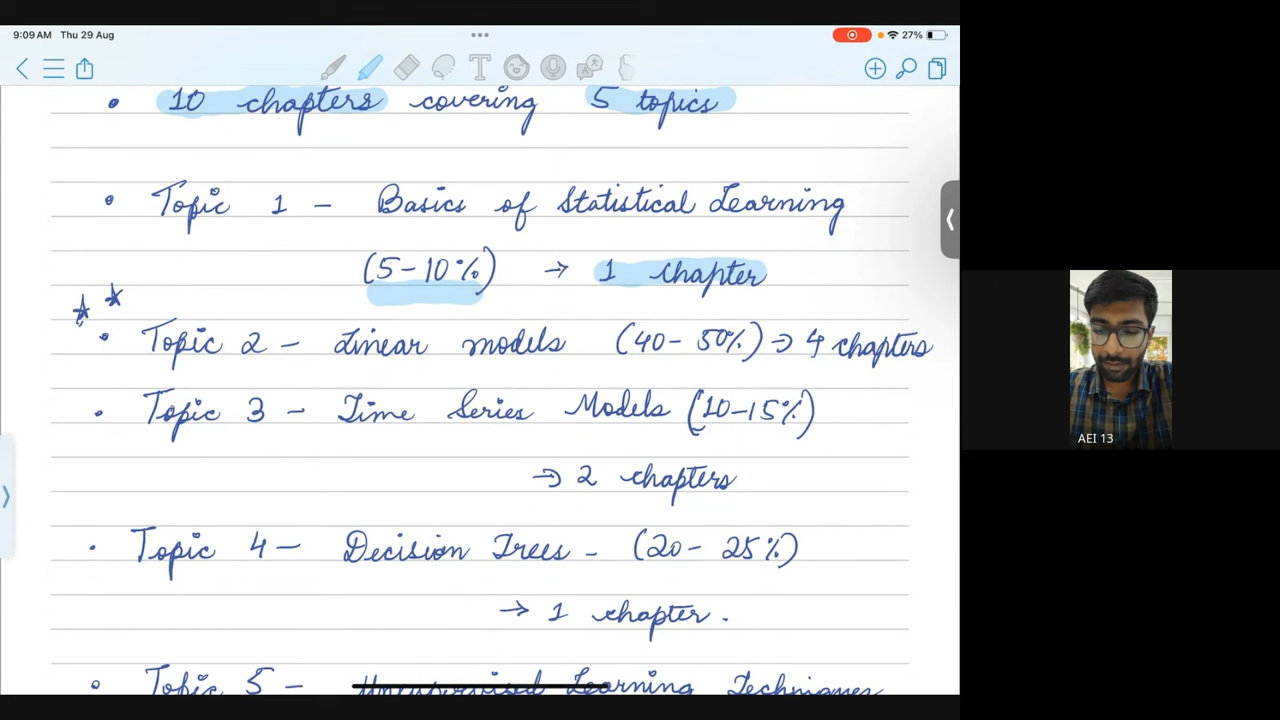 9:09 AM Thu 29 Aug
27%
• 10 chapters covering 5 topics
• Topic 1 - Basics of Statistical Learning
(5-10%) → 1 chapter
• Topic 2 - Linear models (40-50%) → 4 chapters
• Topic 3 - Time Series Models (10-15%)
→ 2 chapters
• Topic 4 - Decision Trees - (20-25%)
→ 1 chapter.
• Topic 5 - Unsupervised Learning Techniques
AEI 13